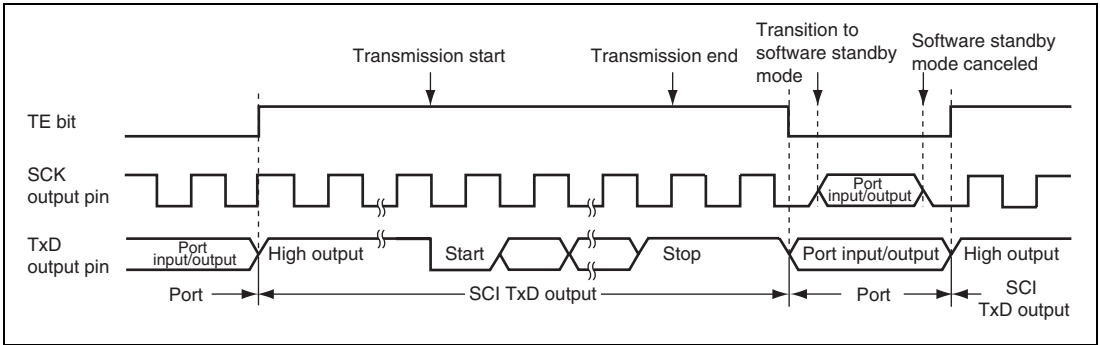 Transmission start
Transmission end
Transition to
software standby
mode
Software standby
mode canceled
TE bit
SCK
output pin
Port
input/output
TxD
output pin
Port
input/output
High output
Start
Stop
Port input/output
High output
Port
SCI TxD output
Port
SCI
TxD output